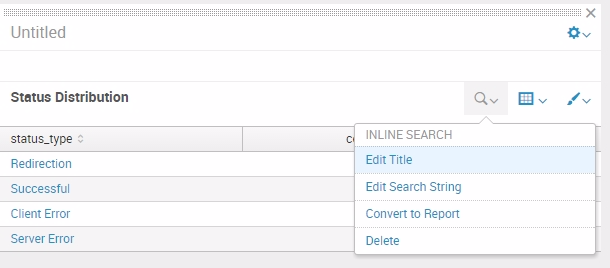 Untitled
Status Distribution
status_type
co
INLINE SEARCH
Redirection
Edit Title
Successful
Edit Search String
Client Error
Convert to Report
Server Error
Delete